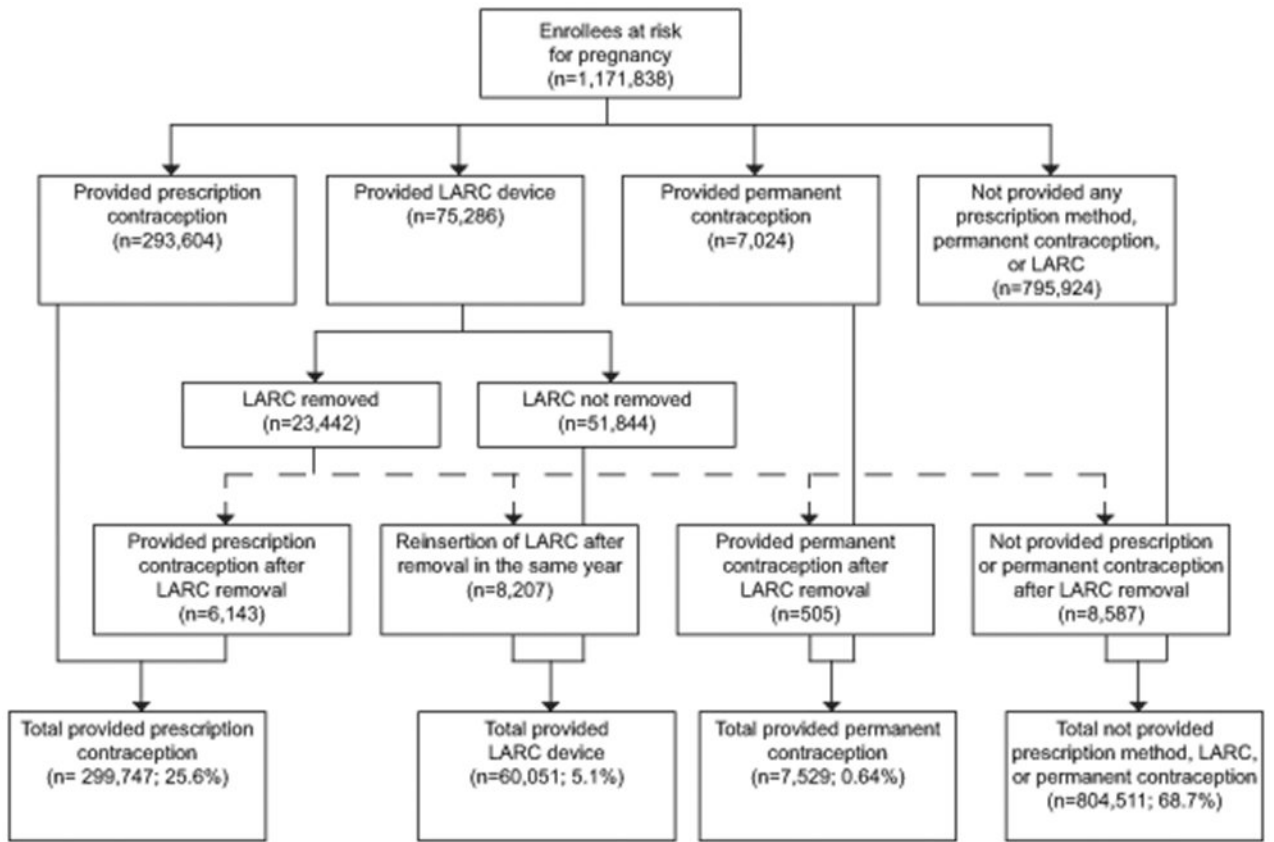 Enrollees at risk
for pregnancy
(n=1,171,838)
Provided prescription
contraception
(n=293,604)
Provided LARC device
(n=75,286)
Provided permanent
contraception
(n=7,024)
Not provided any
prescription method,
permanent contraception,
or LARC
(n=795,924)
LARC removed
(n=23,442)
LARC not removed
(n=51,844)
Provided prescription
contraception after
LARC removal
(n=6,143)
Reinsertion of LARC after
removal in the same year
(n=8,207)
Provided permanent
contraception after
LARC removal
(n=505)
Not provided prescription
or permanent contraception
after LARC removal
(n=8,587)
Total provided prescription
contraception
(n= 299,747; 25.6%)
Total provided
LARC device
(n=60,051; 5.1%)
Total provided permanent
contraception
(n=7,529; 0.64%)
Total not provided
prescription method, LARC,
or permanent contraception
(n=804,511; 68.7%)